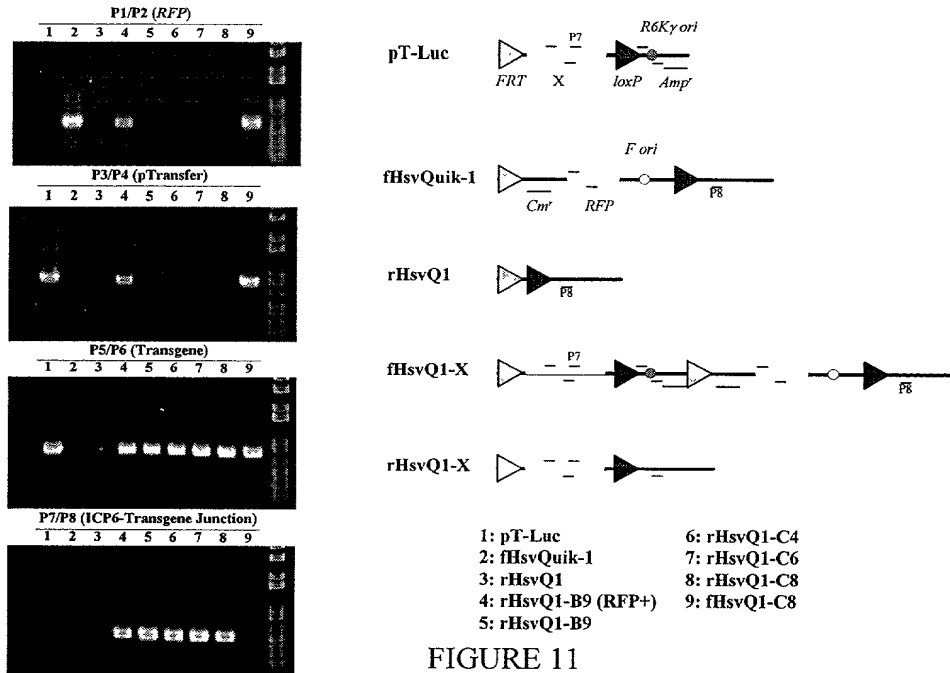 P1/P2 (RFP)
1 2 3 4 5 6 7 8 9
P3/P4 (pTransfer)
1 2 3 4 5 6 7 8 9
P5/P6 (Transgene)
1 2 3 4 5 6 7 8 9
P7/P8 (ICP6-Transgene Junction)
1 2 3 4 5 6 7 8 9
R6Kγ ori
P7
pT-Luc
FRT X loxP Ampʳ
F ori
fHsvQuik-1
Cmʳ RFP P8
rHsvQ1
P8
P7
fHsvQ1-X
P8
rHsvQ1-X
1: pT-Luc
2: fHsvQuik-1
3: rHsvQ1
4: rHsvQ1-B9 (RFP+)
5: rHsvQ1-B9
6: rHsvQ1-C4
7: rHsvQ1-C6
8: rHsvQ1-C8
9: fHsvQ1-C8
FIGURE 11